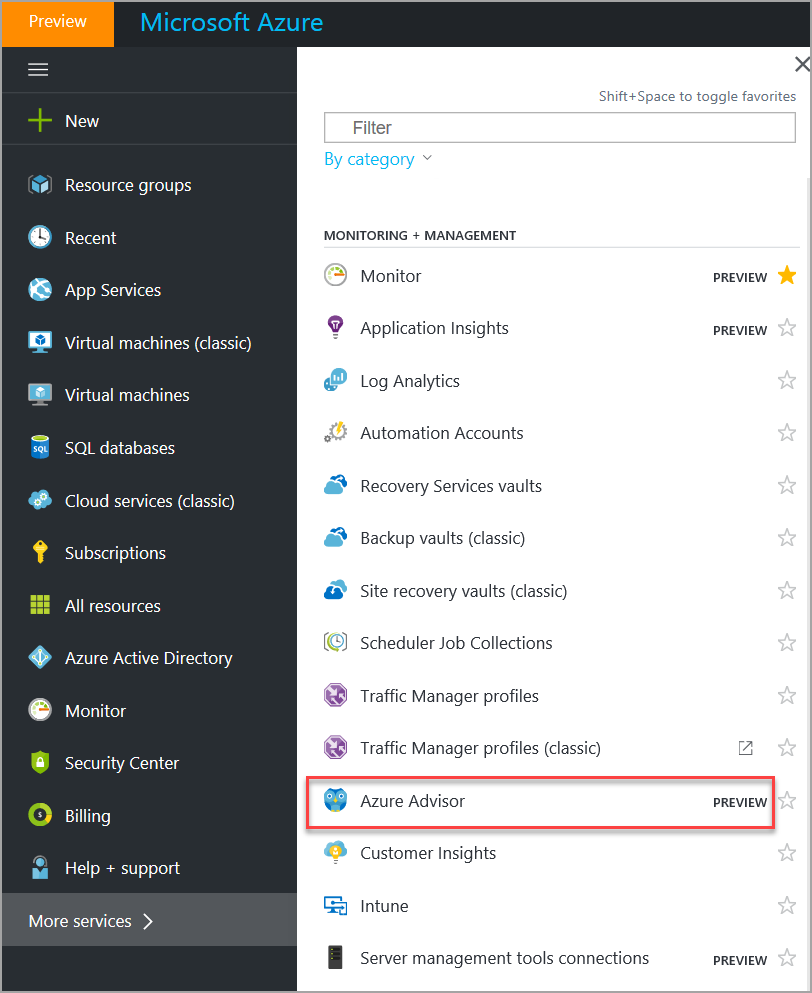 Preview
Microsoft Azure
New
Resource groups
Recent
App Services
Virtual machines (classic)
Virtual machines
SQL
SQL databases
Cloud services (classic)
Subscriptions
All resources
Azure Active Directory
Monitor
Security Center
$
Billing
Help + support
More services
Shift+Space to toggle favorites
Filter
By category
MONITORING + MANAGEMENT
Monitor PREVIEW
Application Insights PREVIEW
Log Analytics
Automation Accounts
Recovery Services vaults
Backup vaults (classic)
Site recovery vaults (classic)
Scheduler Job Collections
Traffic Manager profiles
Traffic Manager profiles (classic)
Azure Advisor PREVIEW
Customer Insights
Intune
Server management tools connections PREVIEW